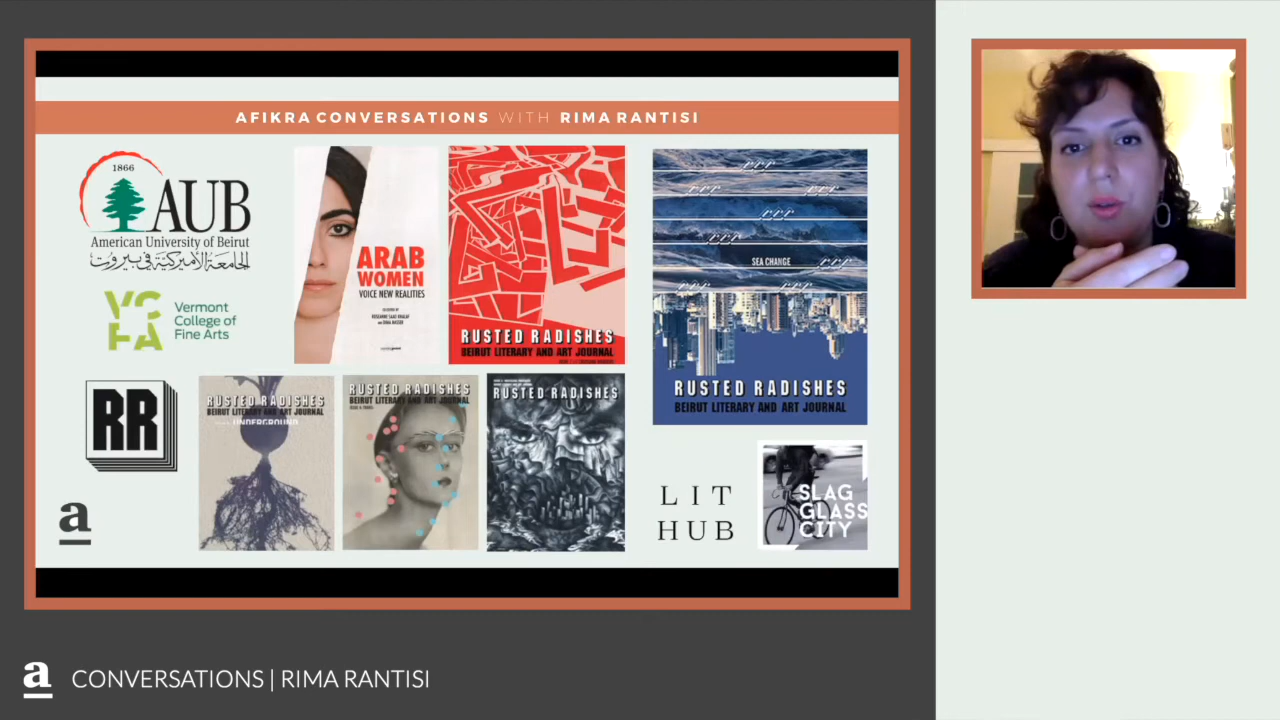 AFIKRA CONVERSATIONS WITH RIMA RANTISI
1866
AUB
American University of Beirut
الجامعة الأميركية في بيروت
VCFA
Vermont
College of
Fine Arts
ARAB
WOMEN
VOICE NEW REALITIES
RUSTED RADISHES
BEIRUT LITERARY AND ART JOURNAL
SEA CHANGE
RUSTED RADISHES
BEIRUT LITERARY AND ART JOURNAL
RR
RUSTED RADISHES
BEIRUT LITERARY AND ART JOURNAL
UNDERGROUND
RUSTED RADISHES
BEIRUT LITERARY AND ART JOURNAL
RUSTED RADISHES
a
LIT
HUB
SLAG
GLASS
CITY
a CONVERSATIONS | RIMA RANTISI